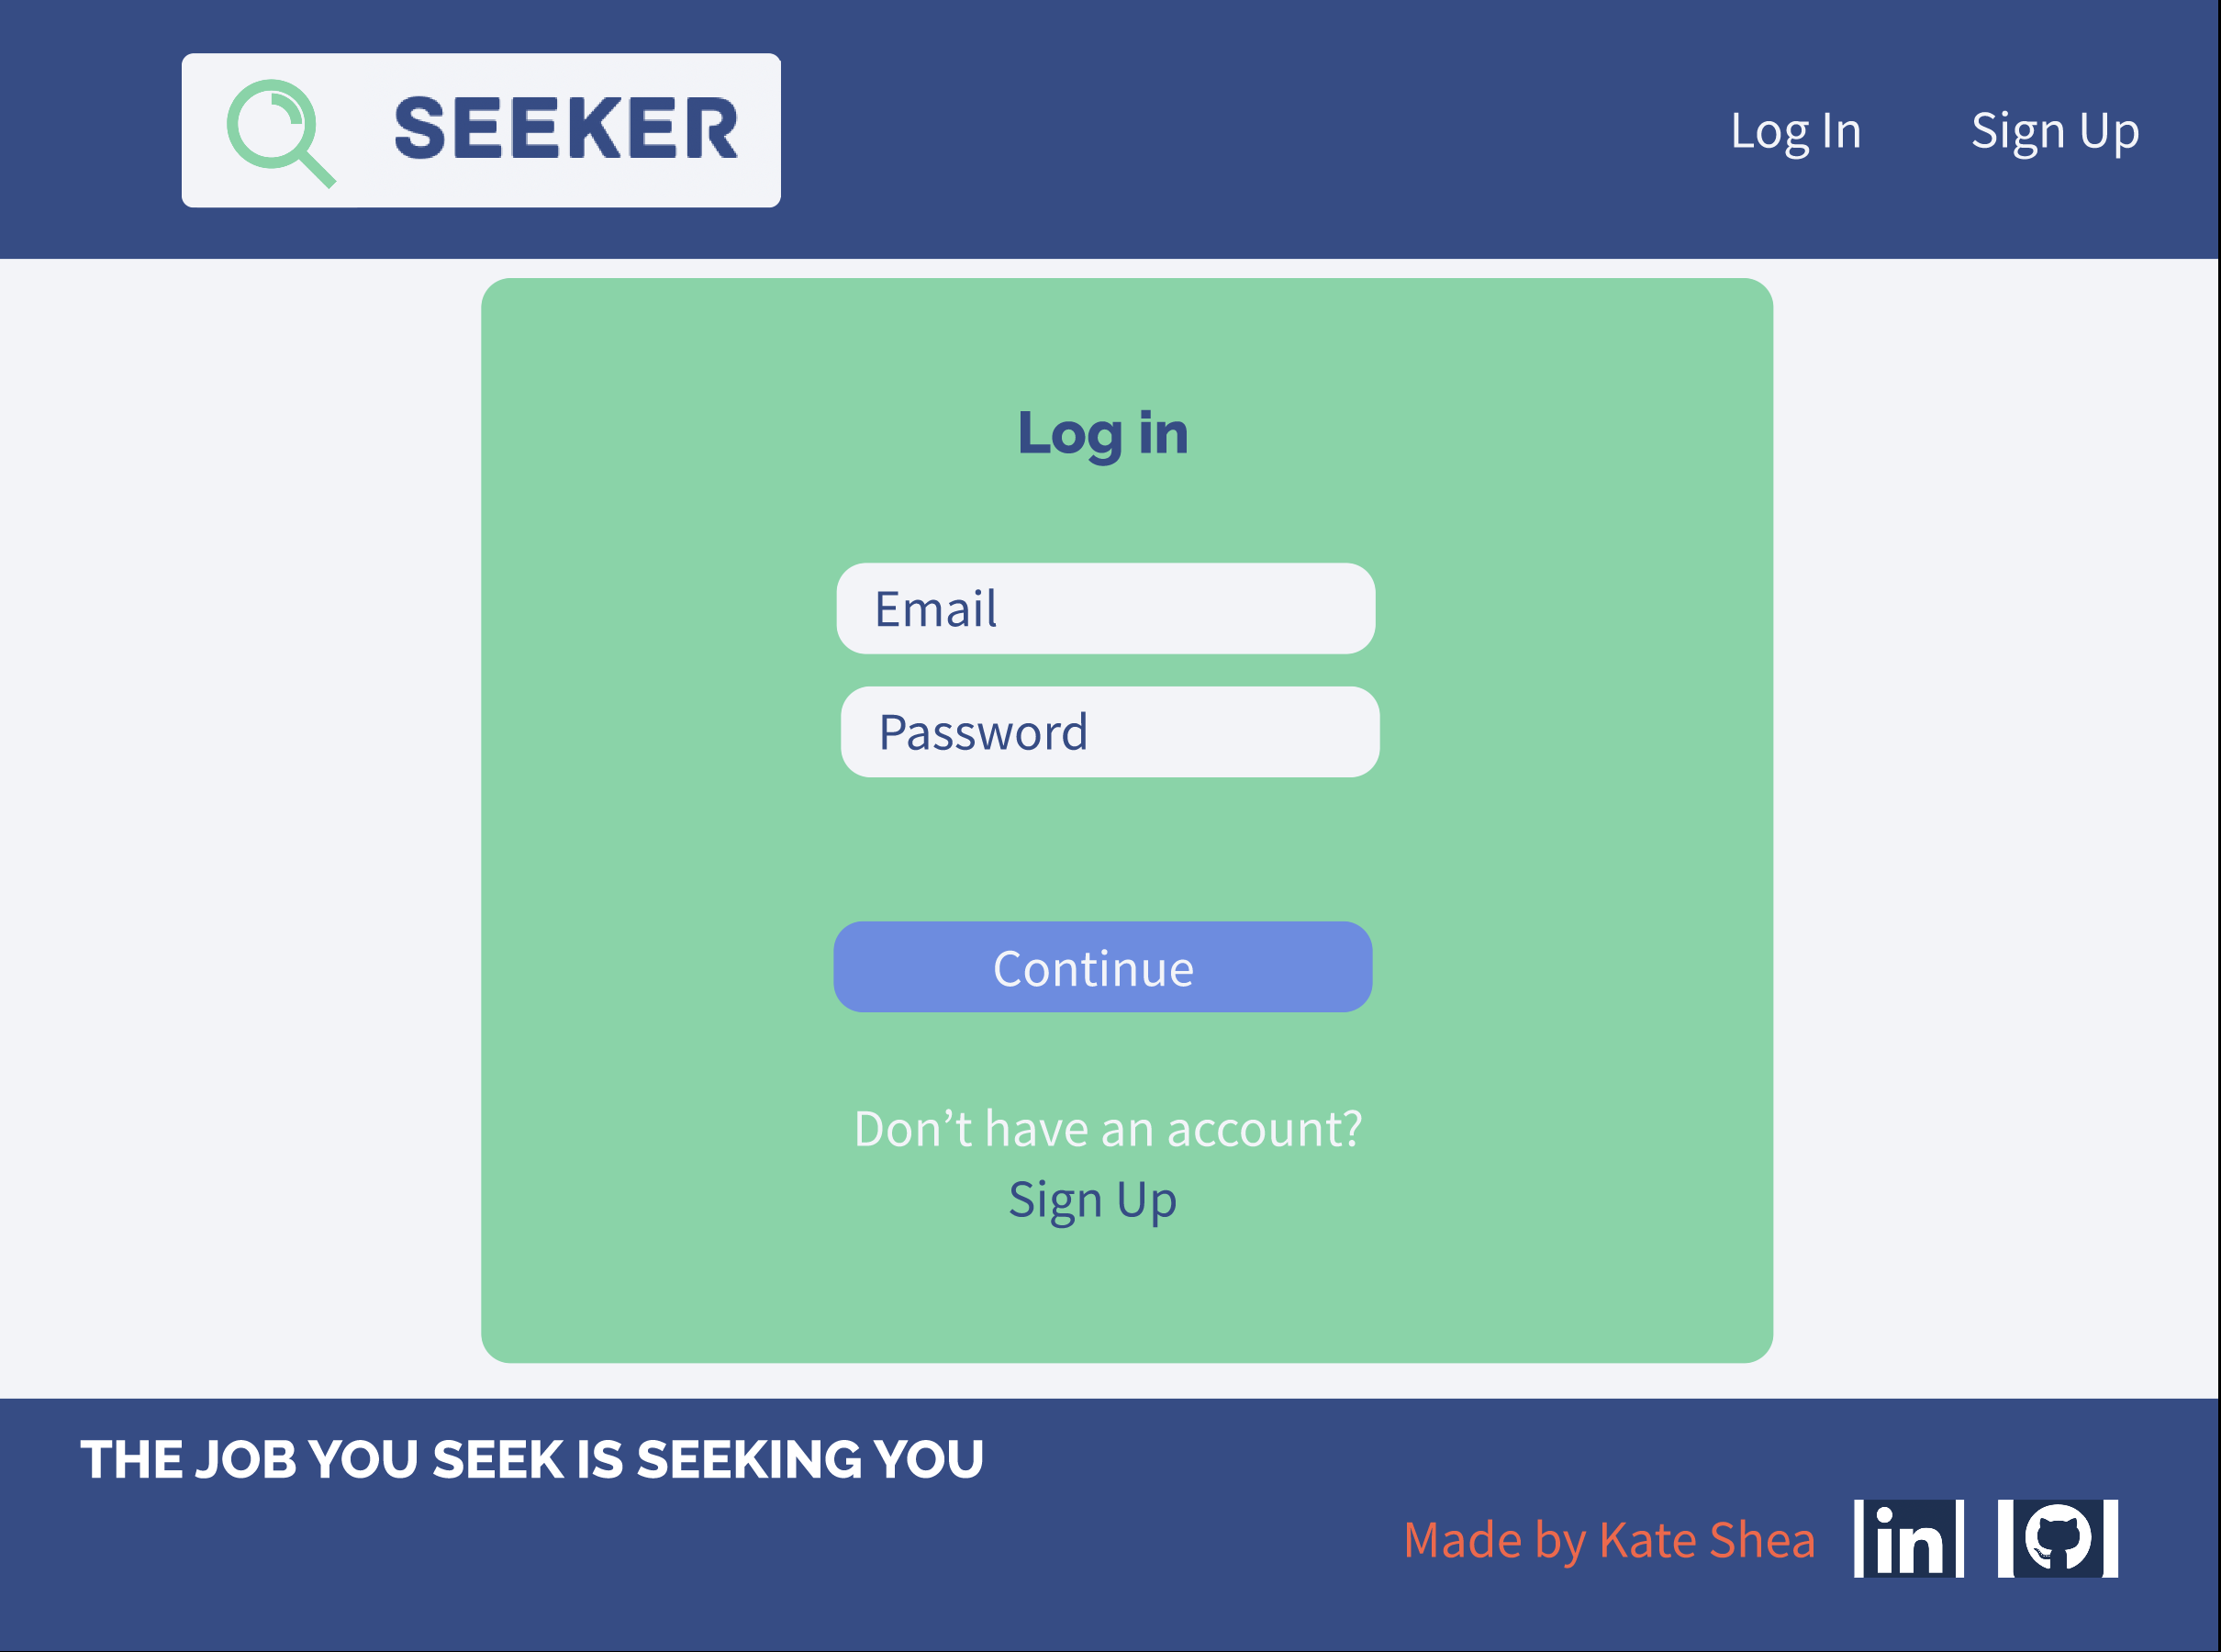 SEEKER
Log In
Sign Up
Log in
Email
Password
Continue
Don’t have an account?
Sign Up
THE JOB YOU SEEK IS SEEKING YOU
Made by Kate Shea
in